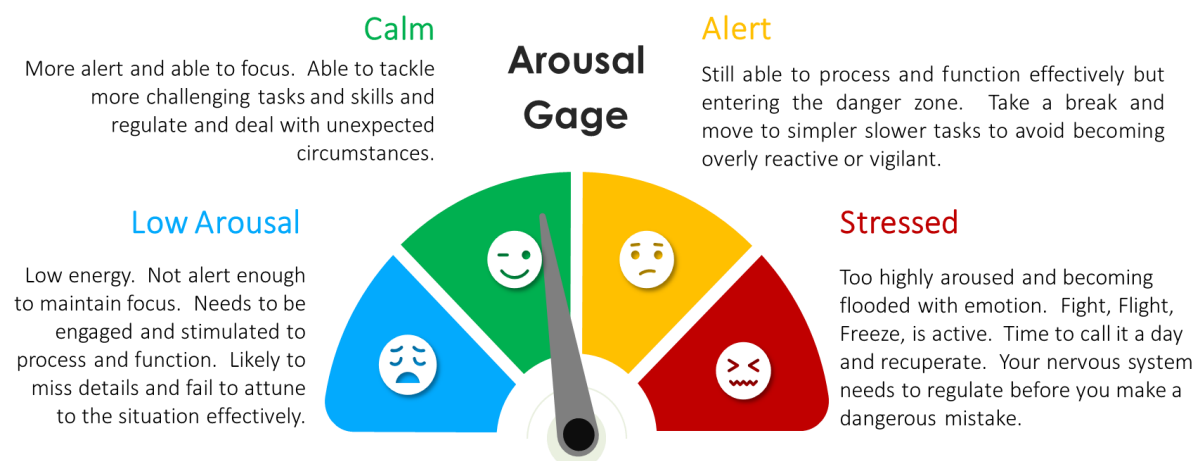 Calm
More alert and able to focus.  Able to tackle
more challenging tasks and skills and
regulate and deal with unexpected
circumstances.
Arousal
Gage
Alert
Still able to process and function effectively but
entering the danger zone.  Take a break and
move to simpler slower tasks to avoid becoming
overly reactive or vigilant.
Low Arousal
Low energy.  Not alert enough
to maintain focus.  Needs to be
engaged and stimulated to
process and function.  Likely to
miss details and fail to attune
to the situation effectively.
Stressed
Too highly aroused and becoming
flooded with emotion.  Fight, Flight,
Freeze, is active.  Time to call it a day
and recuperate.  Your nervous system
needs to regulate before you make a
dangerous mistake.